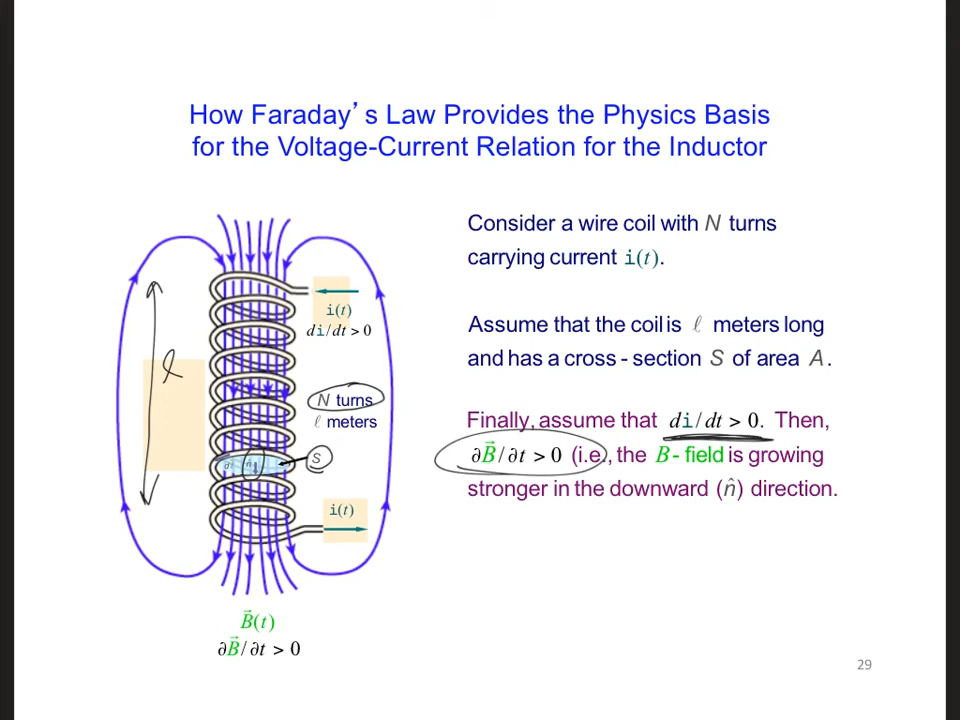 How Faraday's Law Provides the Physics Basis
for the Voltage-Current Relation for the Inductor
Consider a wire coil with N turns
carrying current i(t).
Assume that the coil is ℓ meters long
and has a cross - section S of area A.
Finally, assume that di/dt > 0. Then,
∂B⃗/∂t > 0 (i.e., the B- field is growing
stronger in the downward (n̂) direction.
i(t)
di/dt > 0
ℓ
N turns
ℓ meters
S
n̂
i(t)
B⃗(t)
∂B⃗/∂t > 0
29